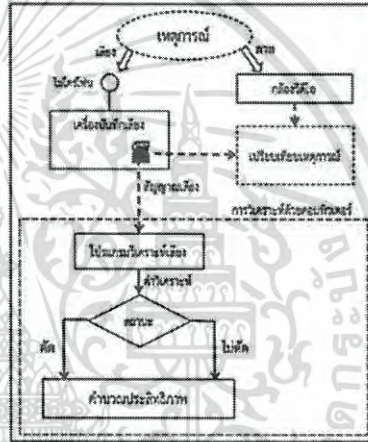 เหตุการณ์
เสียง
ภาพ
ไมโครโฟน
กล้องวีดีโอ
เครื่องบันทึกเสียง
เปรียบเทียบเหตุการณ์
สัญญาณเสียง
การวิเคราะห์ด้วยคอมพิวเตอร์
โปรแกรมวิเคราะห์เสียง
ค่าวิเคราะห์
สถานะ
กัด
ไม่กัด
คำนวณประสิทธิภาพ